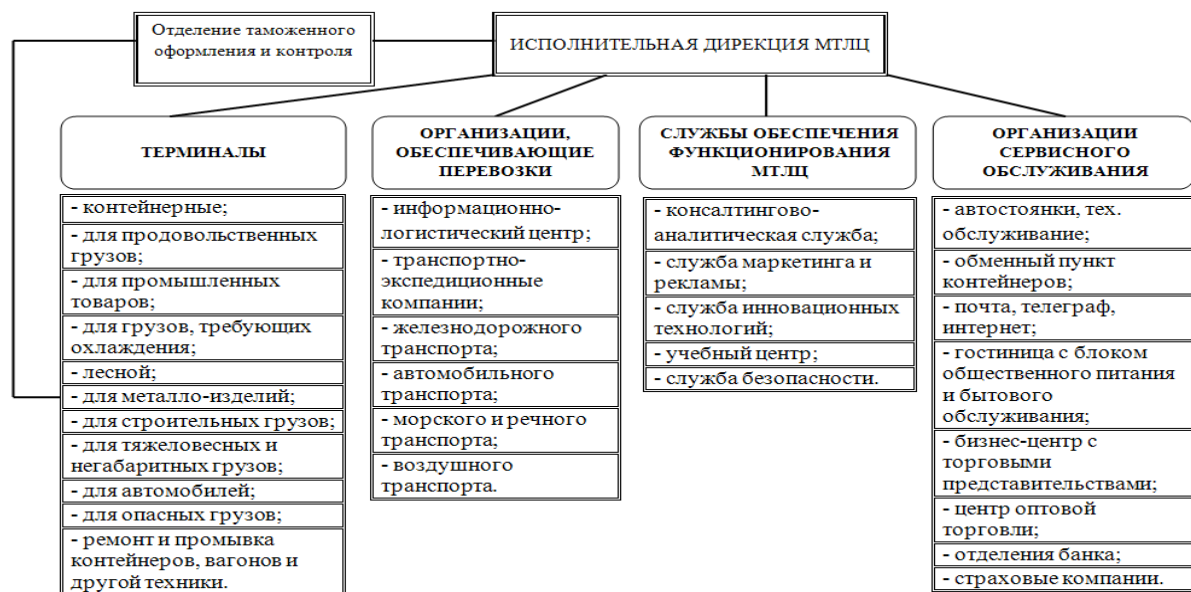 Отделение таможенного
оформления и контроля
ИСПОЛНИТЕЛЬНАЯ ДИРЕКЦИЯ МТЛЦ
ТЕРМИНАЛЫ
- контейнерные;
- для продовольственных
грузов;
- для промышленных
товаров;
- для грузов, требующих
охлаждения;
- лесной;
- для металло-изделий;
- для строительных грузов;
- для тяжеловесных и
негабаритных грузов;
- для автомобилей;
- для опасных грузов;
- ремонт и промывка
контейнеров, вагонов и
другой техники.
ОРГАНИЗАЦИИ,
ОБЕСПЕЧИВАЮЩИЕ
ПЕРЕВОЗКИ
- информационно-
логистический центр;
- транспортно-
экспедиционные
компании;
- железнодорожного
транспорта;
- автомобильного
транспорта;
- морского и речного
транспорта;
- воздушного
транспорта.
СЛУЖБЫ ОБЕСПЕЧЕНИЯ
ФУНКЦИОНИРОВАНИЯ
МТЛЦ
- консалтингово-
аналитическая служба;
- служба маркетинга и
рекламы;
- служба инновационных
технологий;
- учебный центр;
- служба безопасности.
ОРГАНИЗАЦИИ
СЕРВИСНОГО
ОБСЛУЖИВАНИЯ
- автостоянки, тех.
обслуживание;
- обменный пункт
контейнеров;
- почта, телеграф,
интернет;
- гостиница с блоком
общественного питания
и бытового
обслуживания;
- бизнес-центр с
торговыми
представительствами;
- центр оптовой
торговли;
- отделения банка;
- страховые компании.